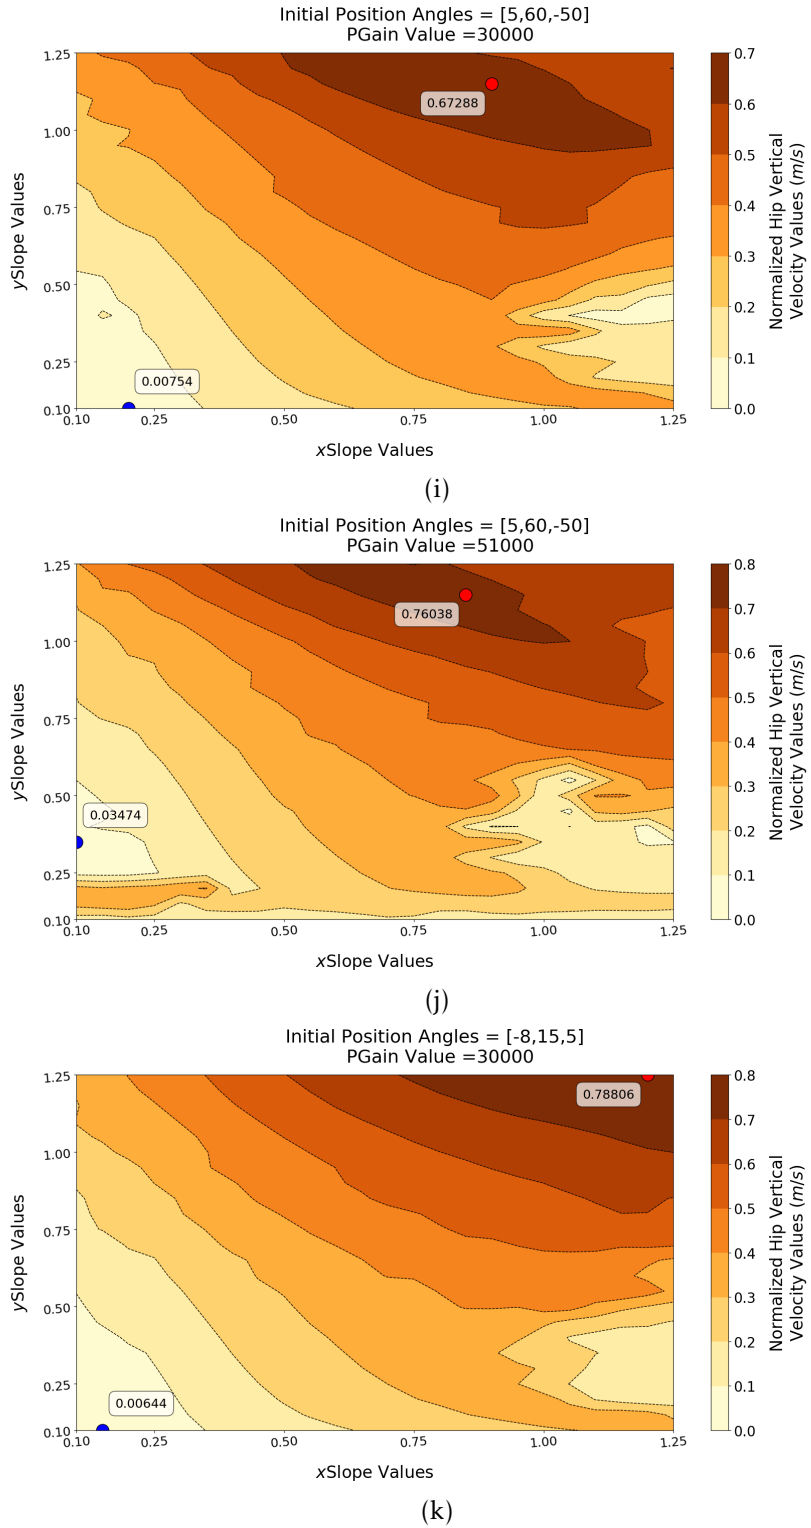 Initial Position Angles = [5,60,-50]
PGain Value =30000
1.25
1.00
0.75
0.50
0.25
0.10
ySlope Values
0.67288
0.00754
0.10 0.25 0.50 0.75 1.00 1.25
xSlope Values
0.7
0.6
0.5
0.4
0.3
0.2
0.1
0.0
Normalized Hip Vertical
Velocity Values (m/s)
(i)
Initial Position Angles = [5,60,-50]
PGain Value =51000
1.25
1.00
0.75
0.50
0.25
0.10
ySlope Values
0.76038
0.03474
0.10 0.25 0.50 0.75 1.00 1.25
xSlope Values
0.8
0.7
0.6
0.5
0.4
0.3
0.2
0.1
0.0
Normalized Hip Vertical
Velocity Values (m/s)
(j)
Initial Position Angles = [-8,15,5]
PGain Value =30000
1.25
1.00
0.75
0.50
0.25
0.10
ySlope Values
0.78806
0.00644
0.10 0.25 0.50 0.75 1.00 1.25
xSlope Values
0.8
0.7
0.6
0.5
0.4
0.3
0.2
0.1
0.0
Normalized Hip Vertical
Velocity Values (m/s)
(k)